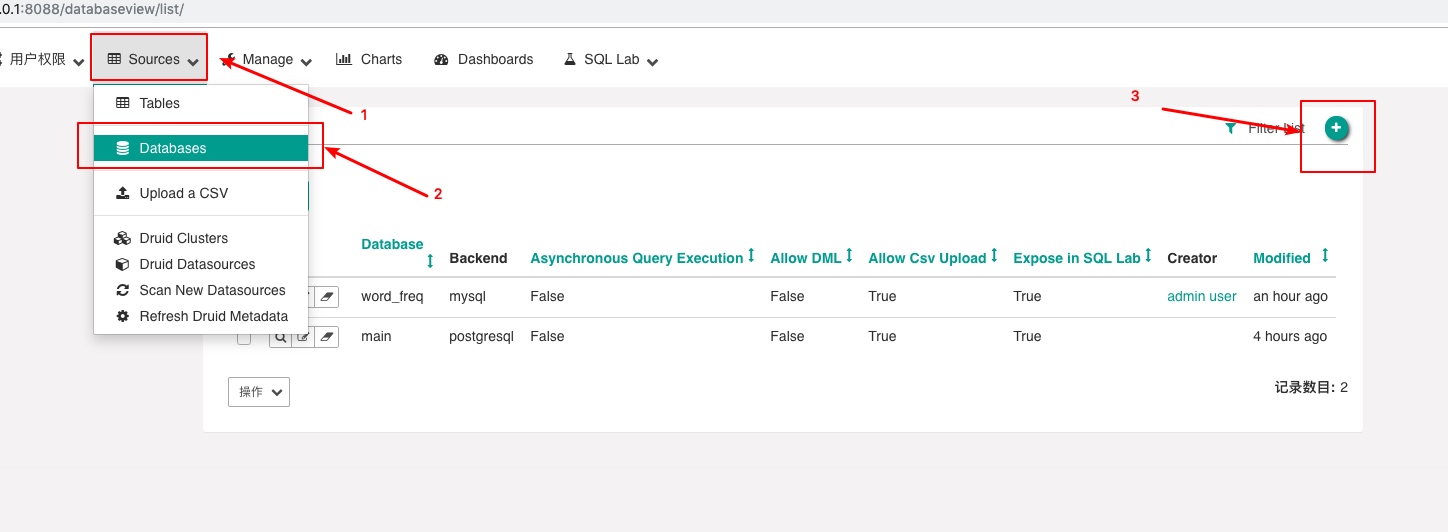 .0.1:8088/databaseview/list/
用户权限 Sources Manage Charts Dashboards SQL Lab
1
3
Tables
Filter List
Databases
2
Upload a CSV
Druid Clusters
Druid Datasources
Scan New Datasources
Refresh Druid Metadata
Database Backend Asynchronous Query Execution Allow DML Allow Csv Upload Expose in SQL Lab Creator Modified
word_freq mysql False False True True admin user an hour ago
main postgresql False False True True 4 hours ago
操作
记录数目: 2